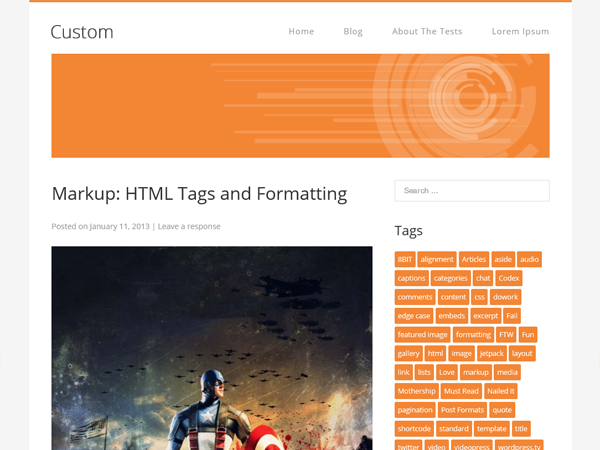 Custom
Home Blog About The Tests Lorem Ipsum
Markup: HTML Tags and Formatting
Posted on January 11, 2013 | Leave a response
Search ...
Tags
8BIT alignment Articles aside audio
captions categories chat Codex
comments content css dowork
edge case embeds excerpt Fail
featured image formatting FTW Fun
gallery html image jetpack layout
link lists Love markup media
Mothership Must Read Nailed It
pagination Post Formats quote
shortcode standard template title
twitter video videopress wordpress.tv